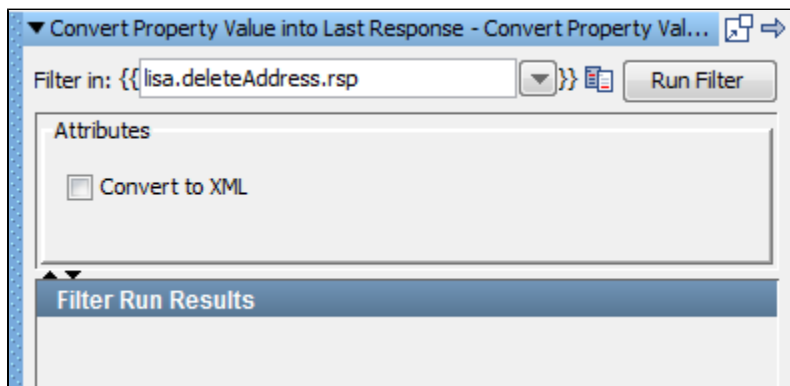 Convert Property Value into Last Response - Convert Property Val...
Filter in: {{lisa.deleteAddress.rsp}} Run Filter
Attributes
Convert to XML
Filter Run Results